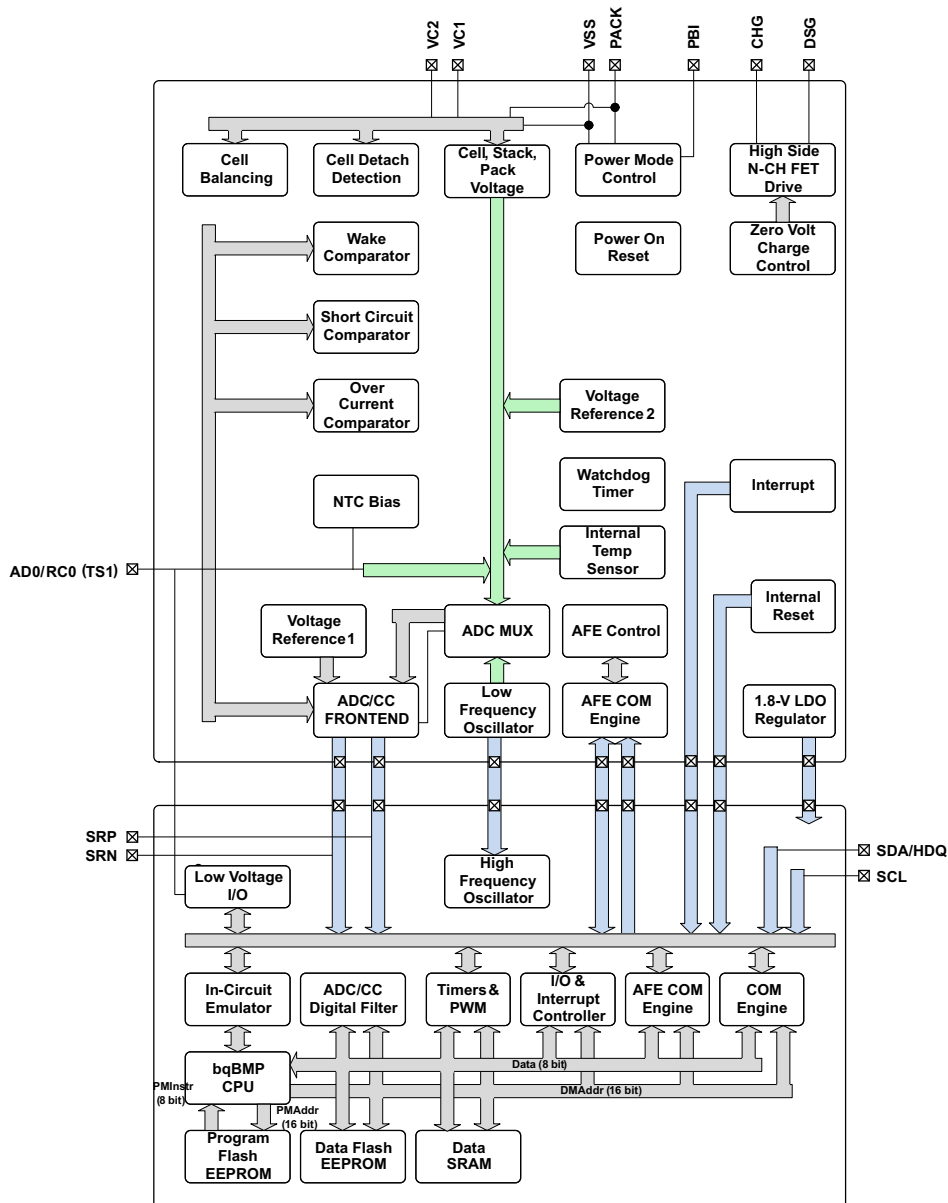 VC2
VC1
VSS
PACK
PBI
CHG
DSG
Cell
Balancing
Cell Detach
Detection
Cell, Stack,
Pack
Voltage
Power Mode
Control
High Side
N-CH FET
Drive
Wake
Comparator
Power On
Reset
Zero Volt
Charge
Control
Short Circuit
Comparator
Over
Current
Comparator
Voltage
Reference 2
NTC Bias
Watchdog
Timer
Interrupt
AD0/RC0 (TS1)
Internal
Temp
Sensor
Voltage
Reference 1
ADC MUX
AFE Control
Internal
Reset
ADC/CC
FRONTEND
Low
Frequency
Oscillator
AFE COM
Engine
1.8-V LDO
Regulator
SRP
SRN
SDA/HDQ
SCL
Low Voltage
I/O
High
Frequency
Oscillator
In-Circuit
Emulator
ADC/CC
Digital Filter
Timers &
PWM
I/O &
Interrupt
Controller
AFE COM
Engine
COM
Engine
bqBMP
CPU
Data (8 bit)
PMInstr
(8 bit)
DMAddr (16 bit)
PMAddr
(16 bit)
Program
Flash
EEPROM
Data Flash
EEPROM
Data
SRAM